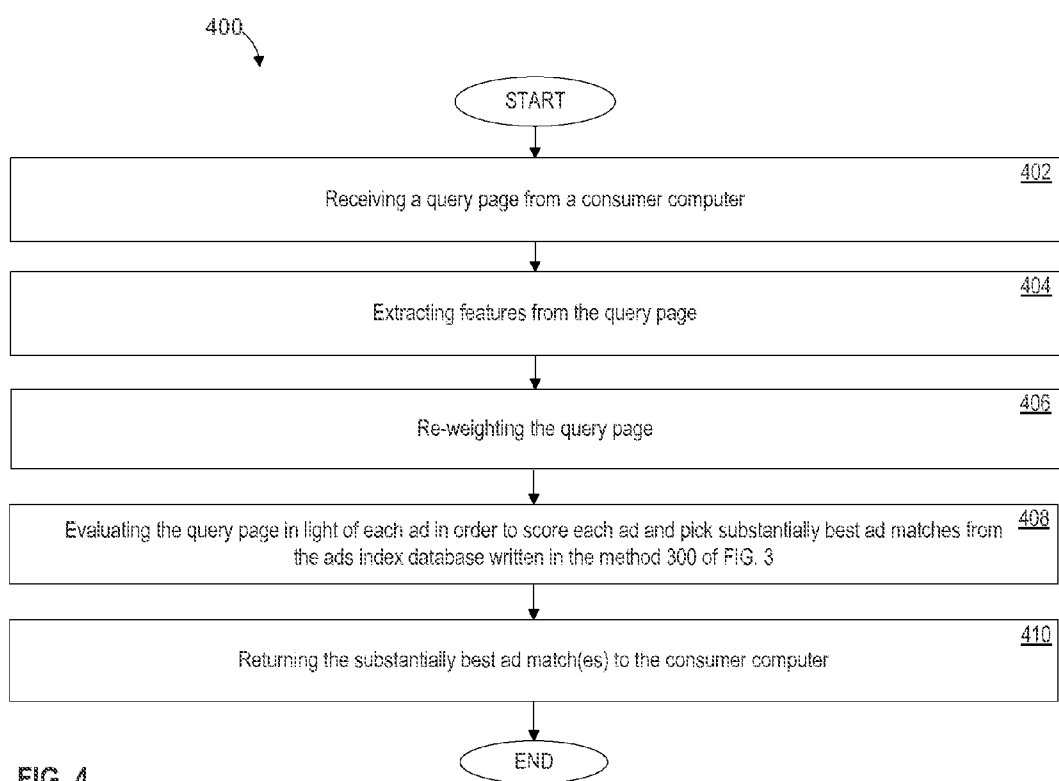 400
START
402
Receiving a query page from a consumer computer
404
Extracting features from the query page
406
Re-weighting the query page
408
Evaluating the query page in light of each ad in order to score each ad and pick substantially best ad matches from
the ads index database written in the method 300 of FIG. 3
410
Returning the substantially best ad match(es) to the consumer computer
END
FIG. 4